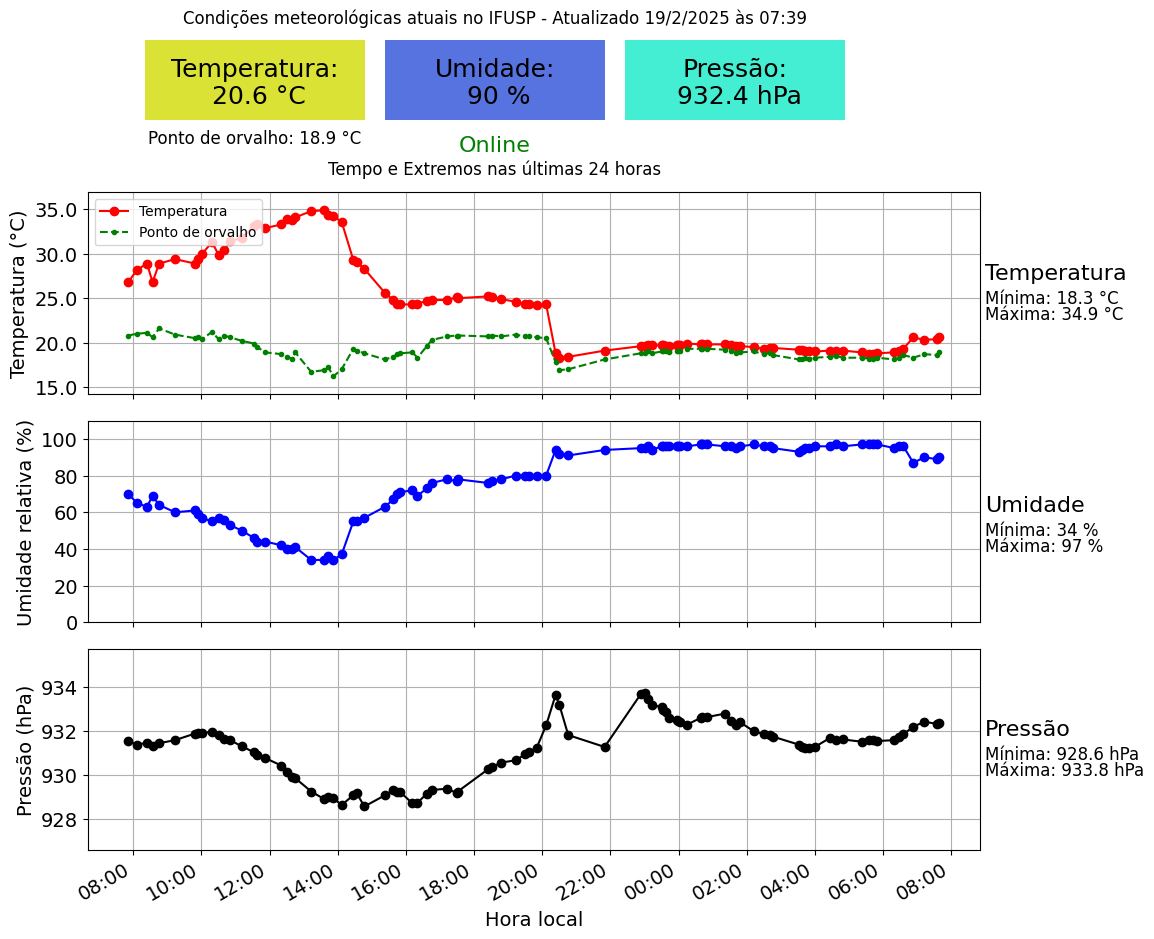 Condições meteorológicas atuais no IFUSP - Atualizado 19/2/2025 às 07:39
Temperatura:
20.6 °C
Umidade:
90 %
Pressão:
932.4 hPa
Ponto de orvalho: 18.9 °C
Online
Tempo e Extremos nas últimas 24 horas
Temperatura (°C)
35.0
30.0
25.0
20.0
15.0
Temperatura
Ponto de orvalho
Temperatura
Mínima: 18.3 °C
Máxima: 34.9 °C
Umidade relativa (%)
100
80
60
40
20
0
Umidade
Mínima: 34 %
Máxima: 97 %
Pressão (hPa)
934
932
930
928
Pressão
Mínima: 928.6 hPa
Máxima: 933.8 hPa
08:00
10:00
12:00
14:00
16:00
18:00
20:00
22:00
00:00
02:00
04:00
06:00
08:00
Hora local